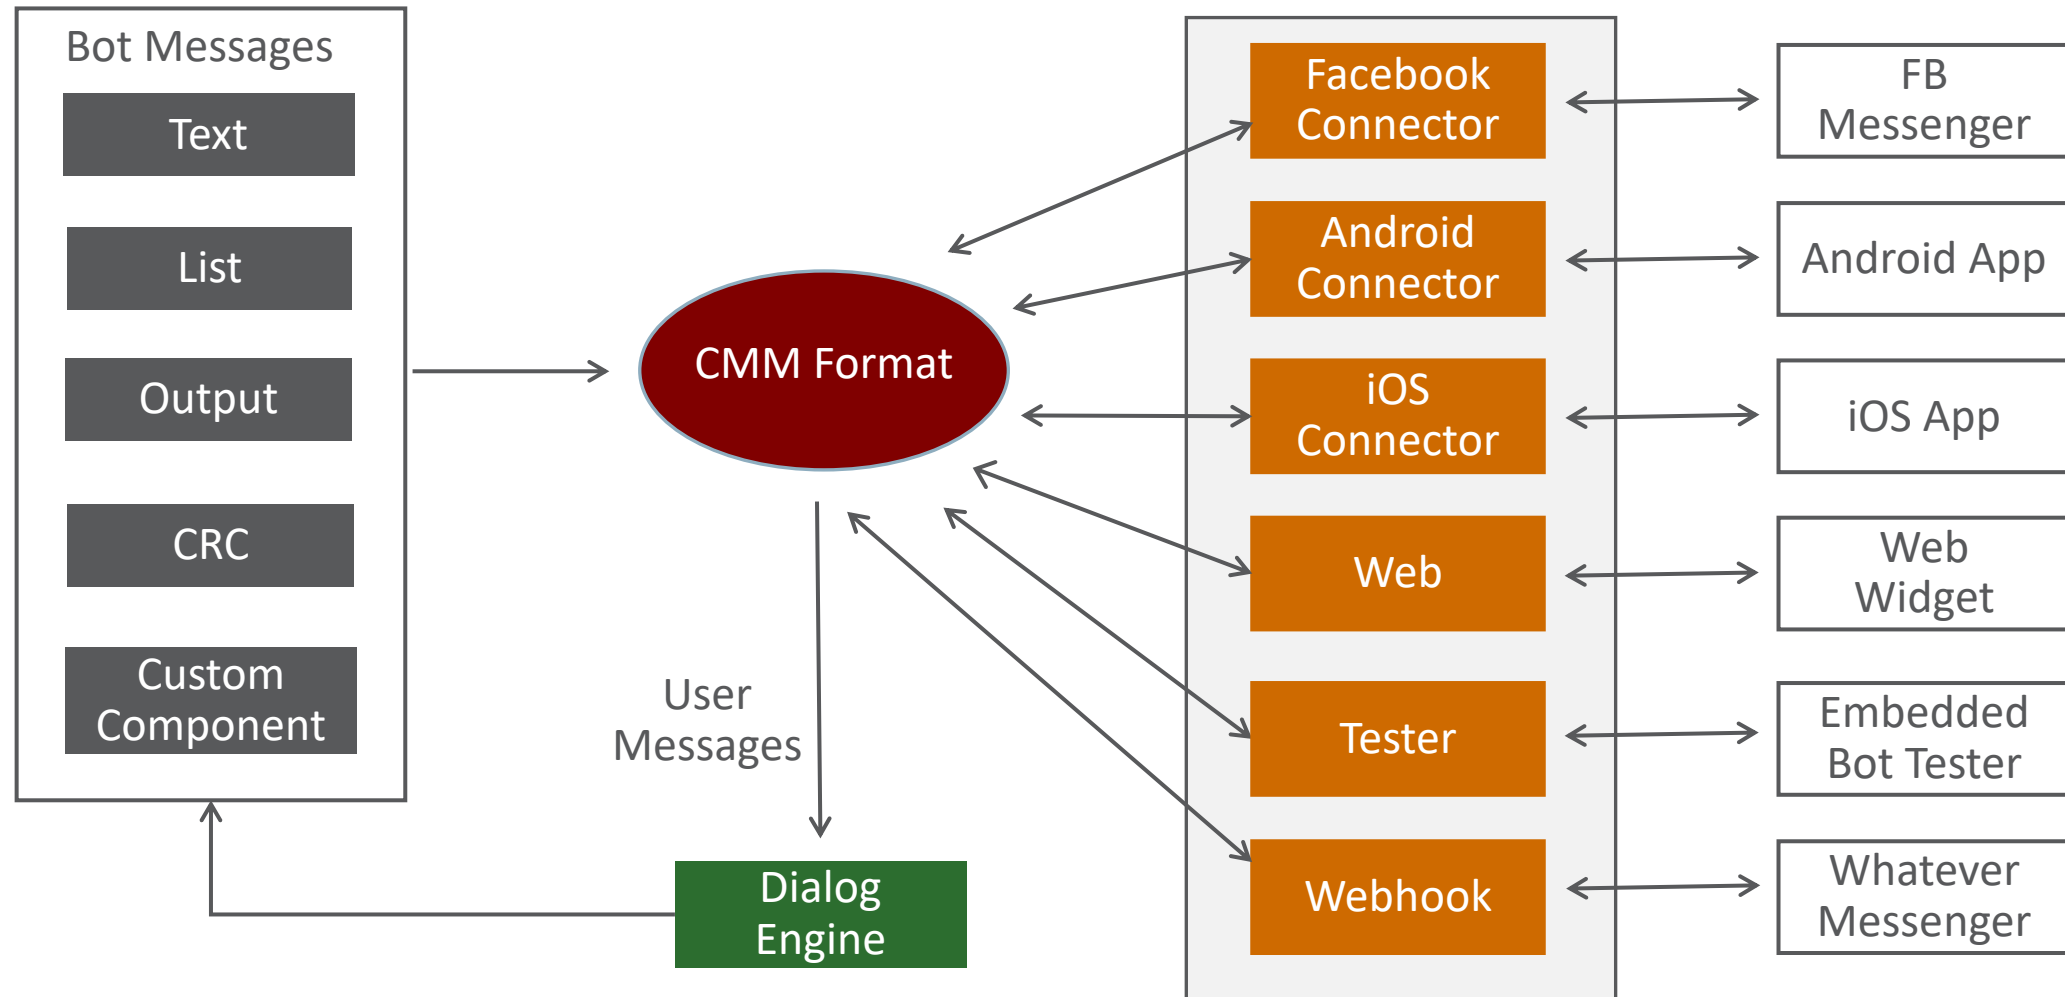 Bot Messages
Text
List
Output
CRC
Custom
Component
CMM Format
User
Messages
Dialog
Engine
Facebook
Connector
Android
Connector
iOS
Connector
Web
Tester
Webhook
FB
Messenger
Android App
iOS App
Web
Widget
Embedded
Bot Tester
Whatever
Messenger